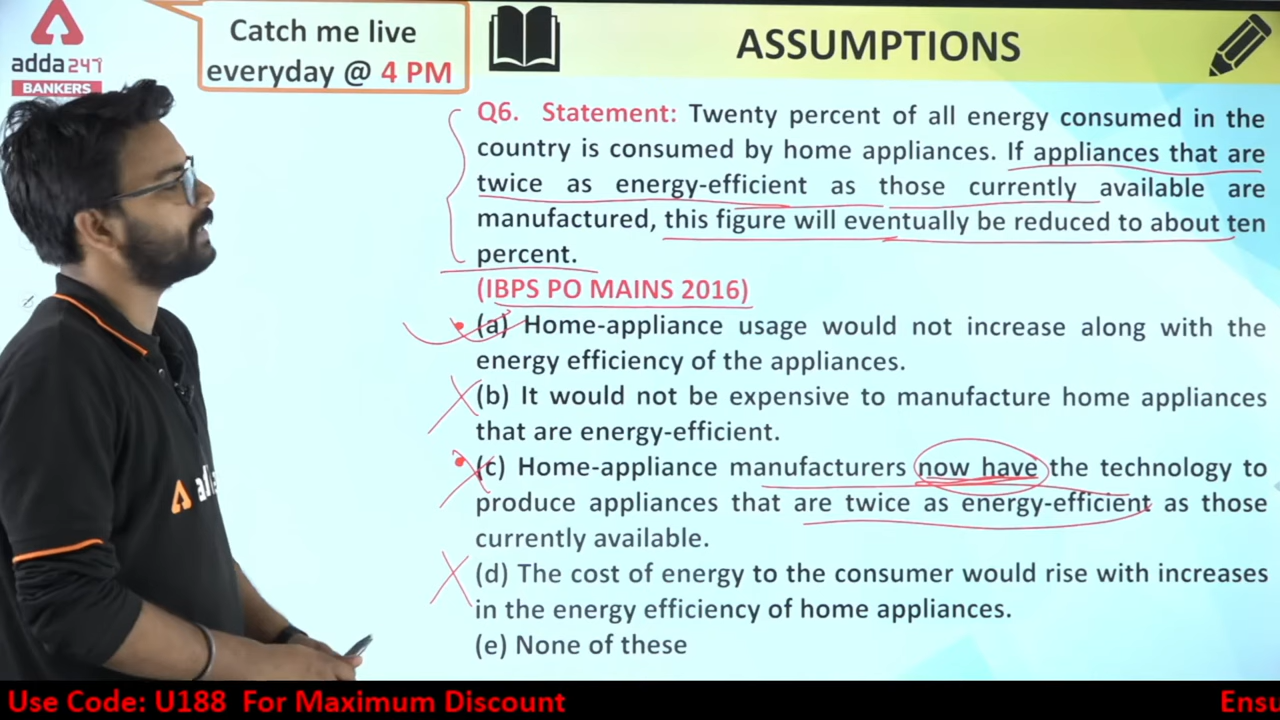 Catch me live
everyday @ 4 PM
adda247
BANKERS
ASSUMPTIONS
Q6. Statement: Twenty percent of all energy consumed in the
country is consumed by home appliances. If appliances that are
twice as energy-efficient as those currently available are
manufactured, this figure will eventually be reduced to about ten
percent.
(IBPS PO MAINS 2016)
(a) Home-appliance usage would not increase along with the
energy efficiency of the appliances.
(b) It would not be expensive to manufacture home appliances
that are energy-efficient.
(c) Home-appliance manufacturers now have the technology to
produce appliances that are twice as energy-efficient as those
currently available.
(d) The cost of energy to the consumer would rise with increases
in the energy efficiency of home appliances.
(e) None of these
Use Code: U188 For Maximum Discount